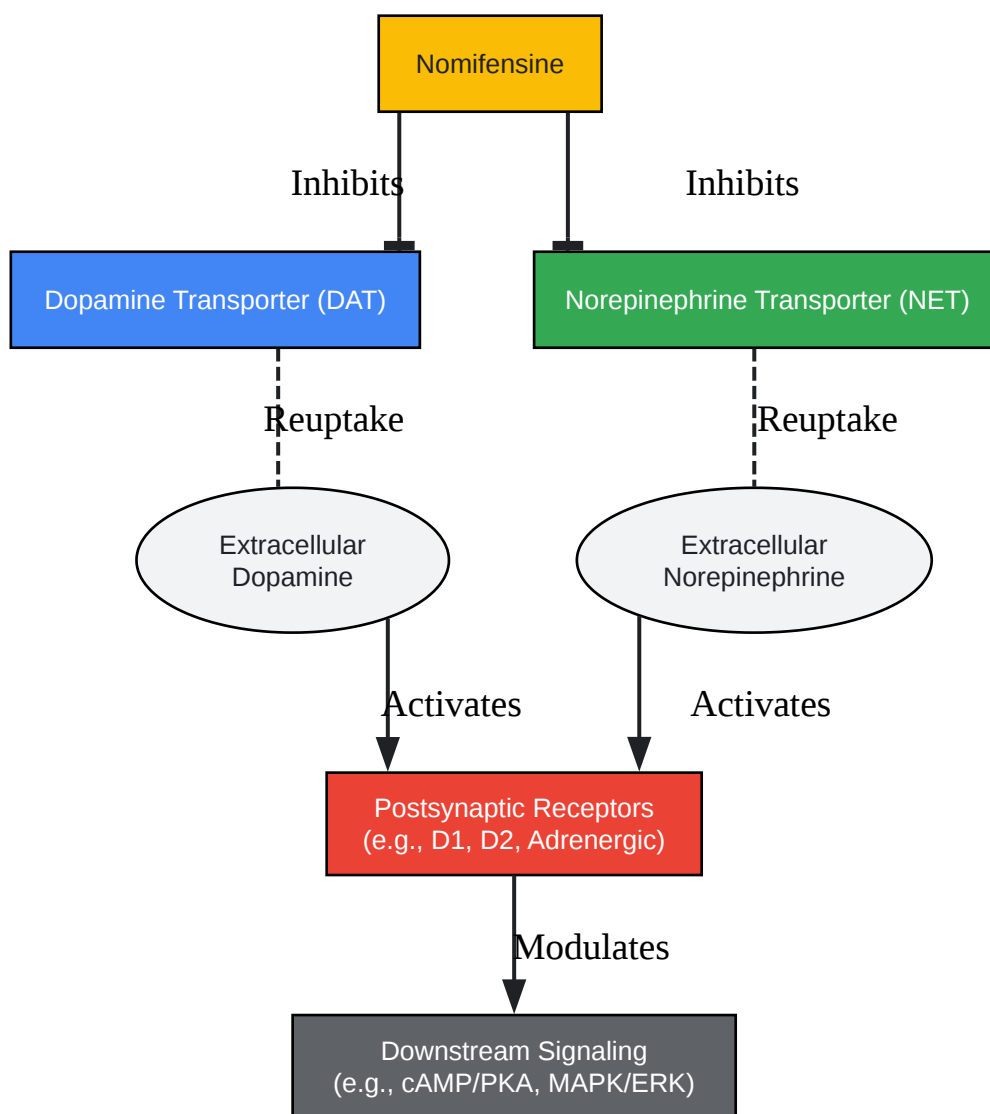 Nomifensine
Inhibits
Inhibits
Dopamine Transporter (DAT)
Norepinephrine Transporter (NET)
Reuptake
Reuptake
Extracellular
Dopamine
Extracellular
Norepinephrine
Activates
Activates
Postsynaptic Receptors
(e.g., D1, D2, Adrenergic)
Modulates
Downstream Signaling
(e.g., cAMP/PKA, MAPK/ERK)